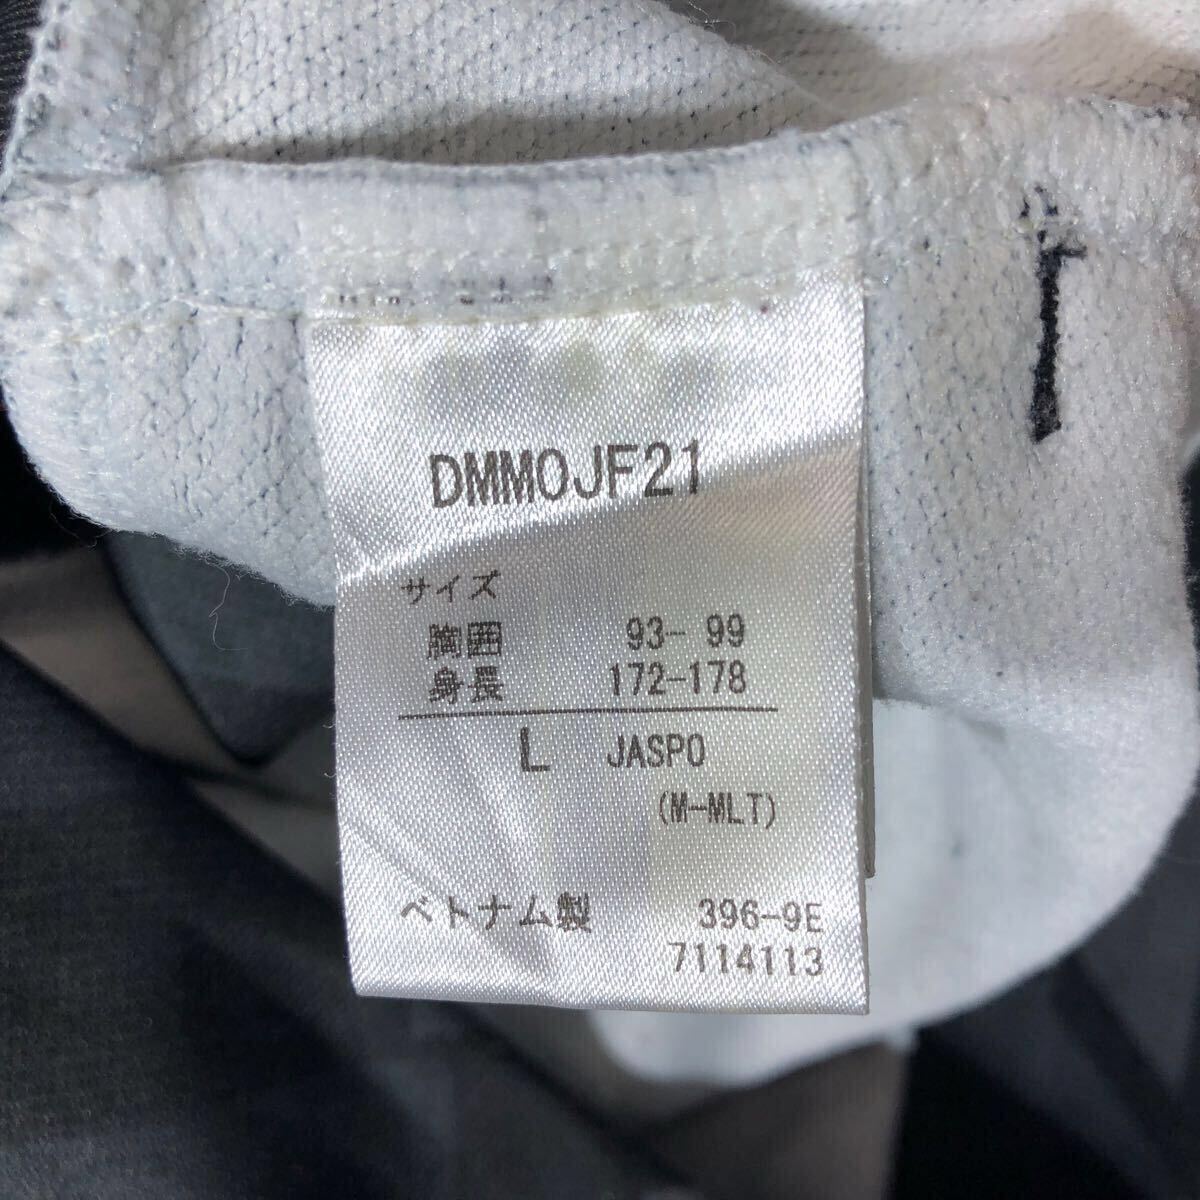 DMMOJF21
サイズ
胸囲 93- 99
身長 172-178
L JASPO
(M-MLT)
ベトナム製 396-9E
7114113